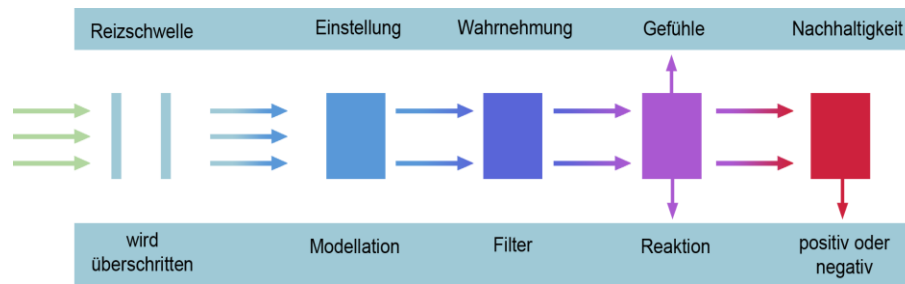 Reizschwelle Einstellung Wahrnehmung Gefühle Nachhaltigkeit
wird überschritten Modellation Filter Reaktion positiv oder negativ